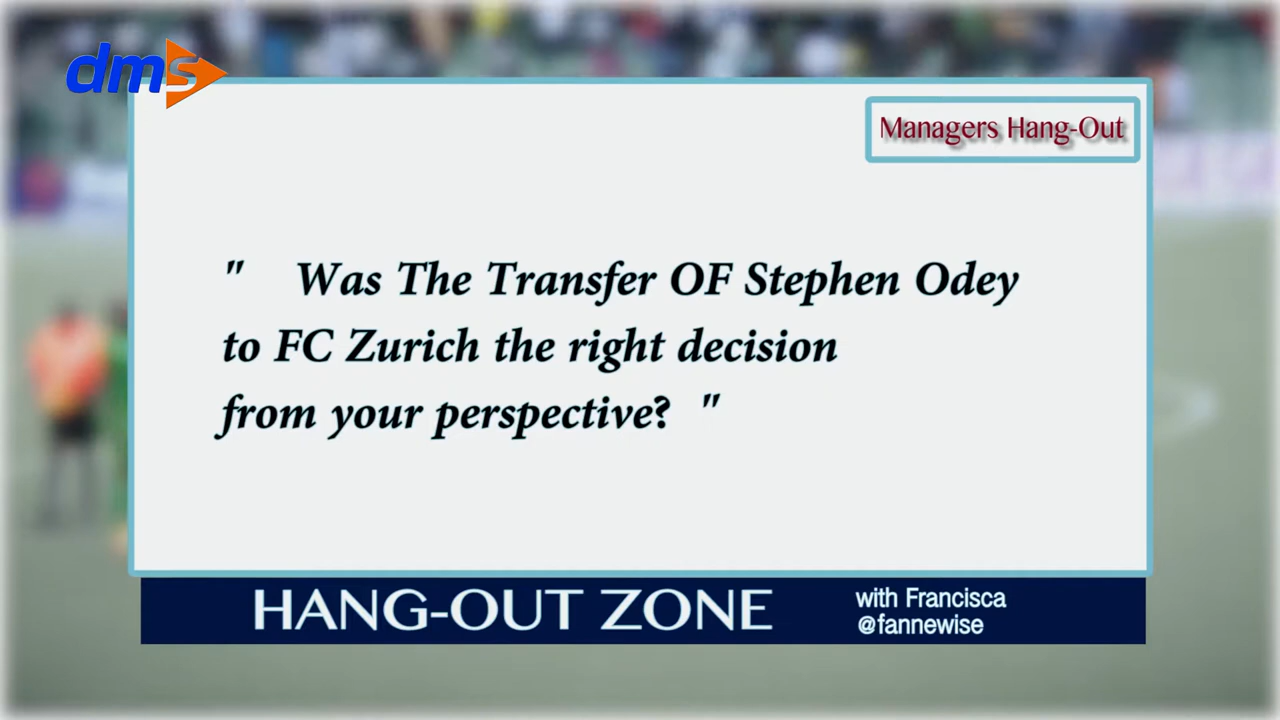 dms
Managers Hang-Out
" Was The Transfer OF Stephen Odey
to FC Zurich the right decision
from your perspective? "
HANG-OUT ZONE
with Francisca
@fannewise